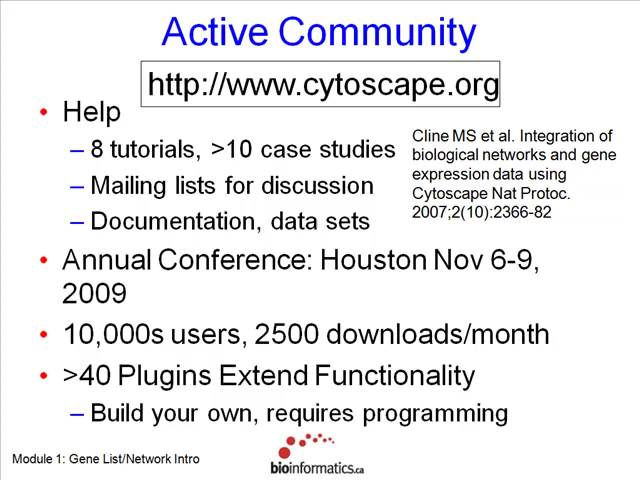 Active Community
http://www.cytoscape.org
• Help
– 8 tutorials, >10 case studies
– Mailing lists for discussion
– Documentation, data sets
Cline MS et al. Integration of
biological networks and gene
expression data using
Cytoscape Nat Protoc.
2007;2(10):2366-82
• Annual Conference: Houston Nov 6-9,
2009
• 10,000s users, 2500 downloads/month
• >40 Plugins Extend Functionality
– Build your own, requires programming
Module 1: Gene List/Network Intro
bioinformatics.ca